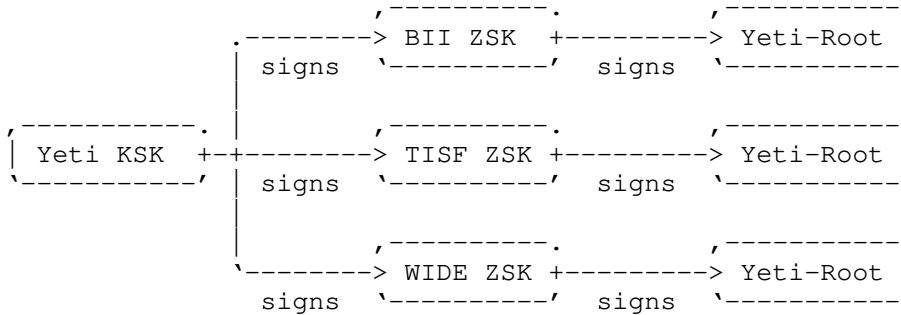 BII ZSK Yeti-Root
signs signs
Yeti KSK TISF ZSK Yeti-Root
signs signs
WIDE ZSK Yeti-Root
signs signs